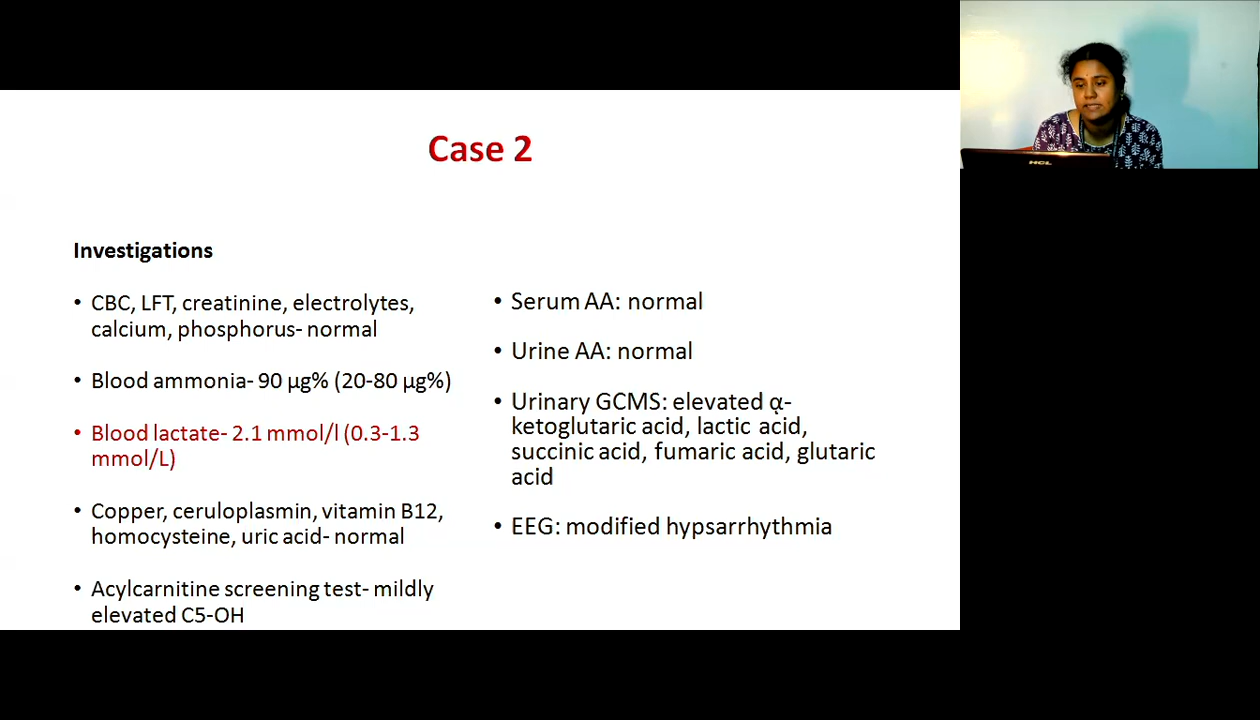 Case 2
Investigations
• CBC, LFT, creatinine, electrolytes,
calcium, phosphorus- normal
• Blood ammonia- 90 µg% (20-80 µg%)
• Blood lactate- 2.1 mmol/l (0.3-1.3
mmol/L)
• Copper, ceruloplasmin, vitamin B12,
homocysteine, uric acid- normal
• Acylcarnitine screening test- mildly
elevated C5-OH
• Serum AA: normal
• Urine AA: normal
• Urinary GCMS: elevated α-
ketoglutaric acid, lactic acid,
succinic acid, fumaric acid, glutaric
acid
• EEG: modified hypsarrhythmia
HCL